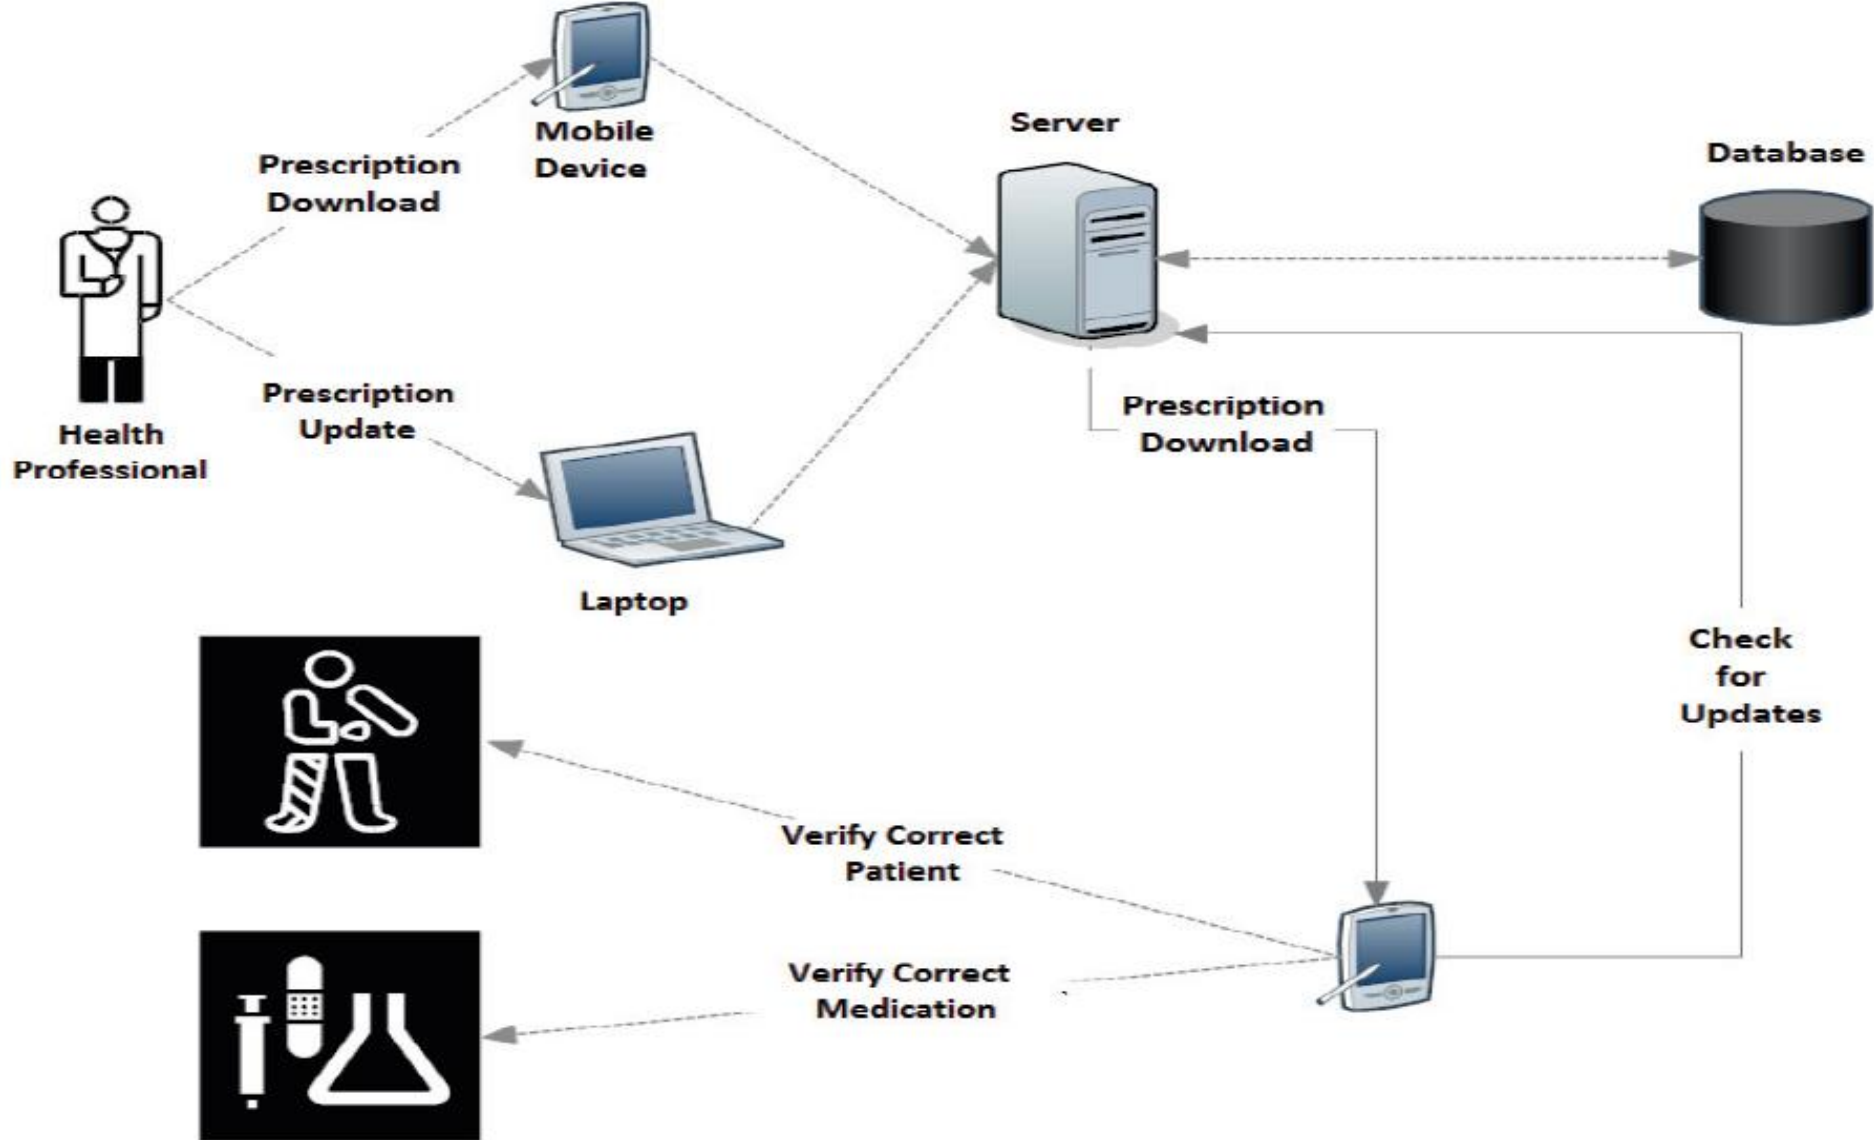 Mobile
Device
Server
Database
Prescription
Download
Health
Professional
Prescription
Update
Laptop
Prescription
Download
Check
for
Updates
Verify Correct
Patient
Verify Correct
Medication